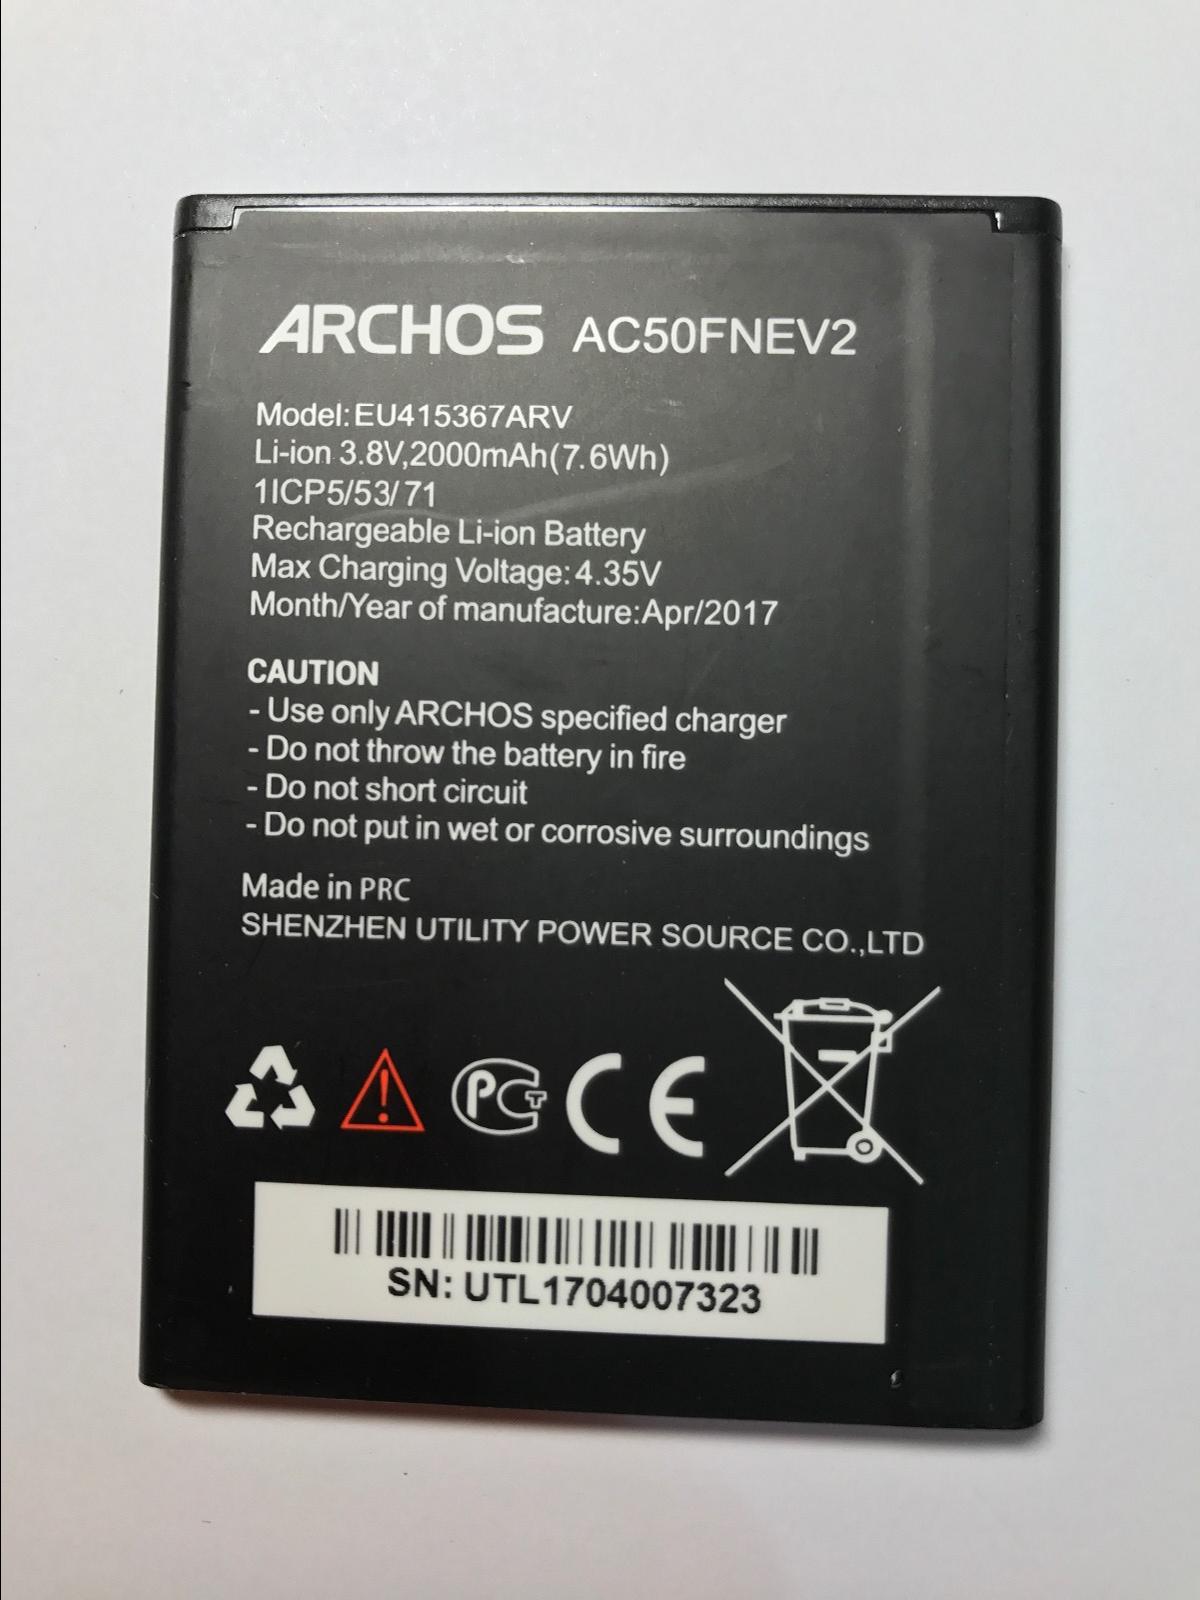 ARCHOS AC50FNEV2
Model:EU415367ARV
Li-ion 3.8V,2000mAh(7.6Wh)
1ICP5/53/71
Rechargeable Li-ion Battery
Max Charging Voltage:4.35V
Month/Year of manufacture:Apr/2017
CAUTION
- Use only ARCHOS specified charger
- Do not throw the battery in fire
- Do not short circuit
- Do not put in wet or corrosive surroundings
Made in PRC
SHENZHEN UTILITY POWER SOURCE CO.,LTD
РСТ CE
SN: UTL1704007323